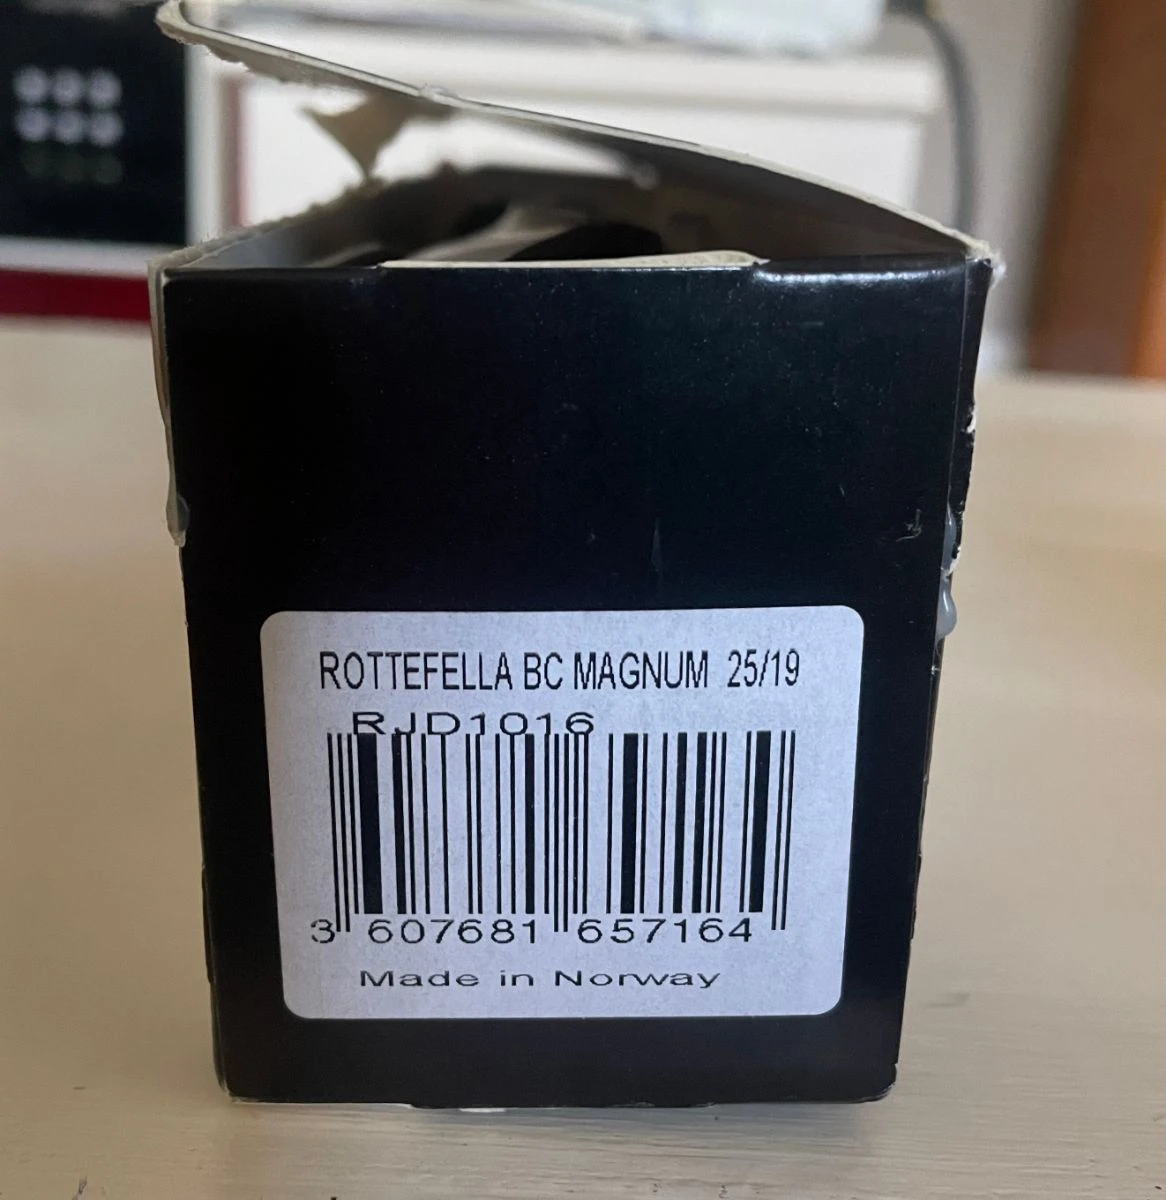 ROTTEFELLA BC MAGNUM 25/19
RJD1016
3 607681 657164
Made in Norway